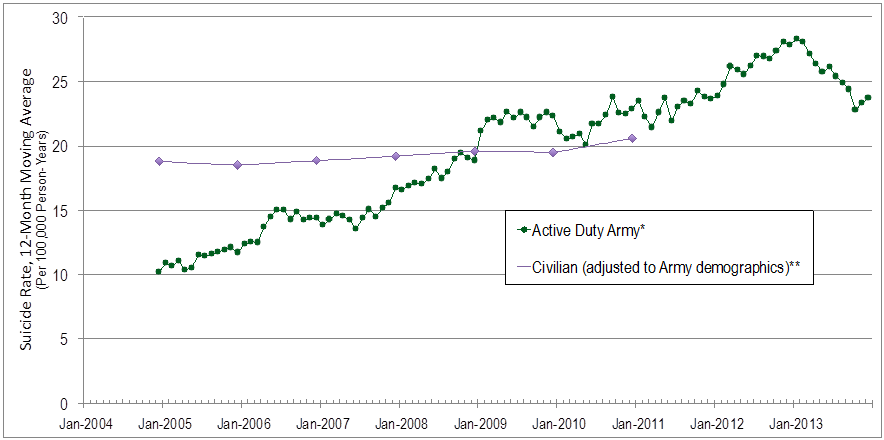 Suicide Rate, 12-Month Moving Average
(Per 100,000 Person-Years)
30
25
20
15
10
5
0
Active Duty Army*
Civilian (adjusted to Army demographics)**
Jan-2004 Jan-2005 Jan-2006 Jan-2007 Jan-2008 Jan-2009 Jan-2010 Jan-2011 Jan-2012 Jan-2013